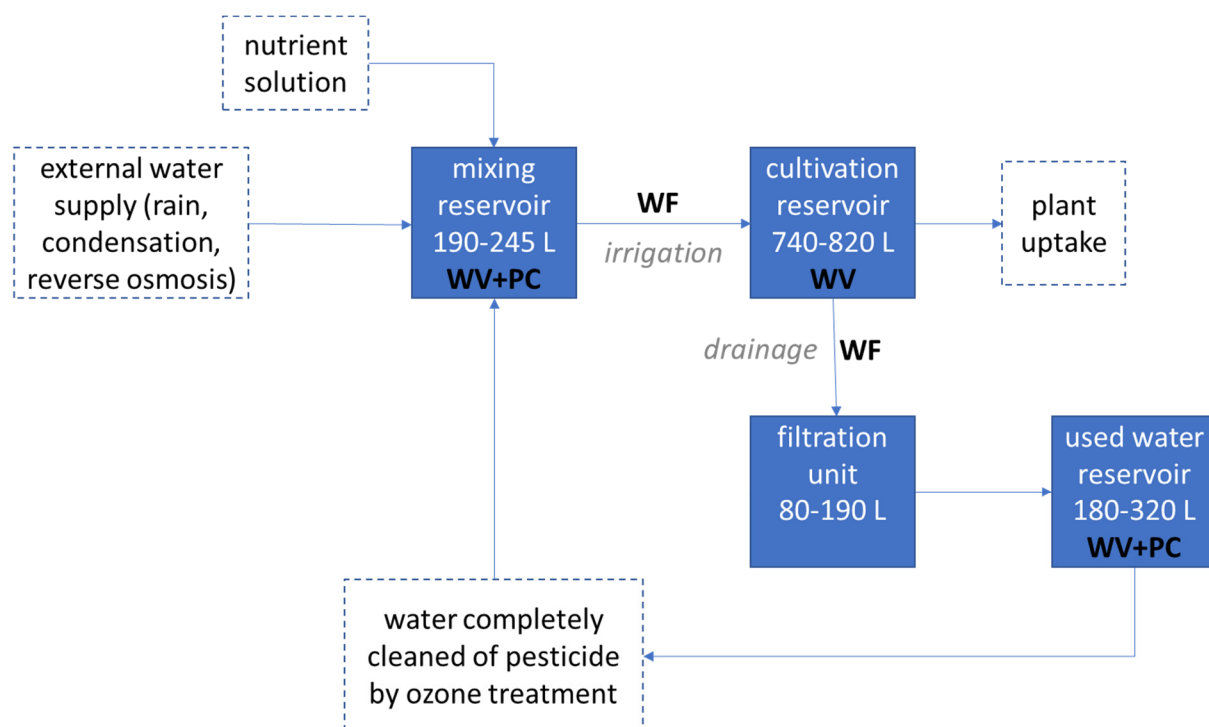 nutrient
solution
external water
supply (rain,
condensation,
reverse osmosis)
mixing
reservoir
190-245 L
WV+PC
WF
irrigation
cultivation
reservoir
740-820 L
WV
plant
uptake
drainage
WF
filtration
unit
80-190 L
used water
reservoir
180-320 L
WV+PC
water completely
cleaned of pesticide
by ozone treatment